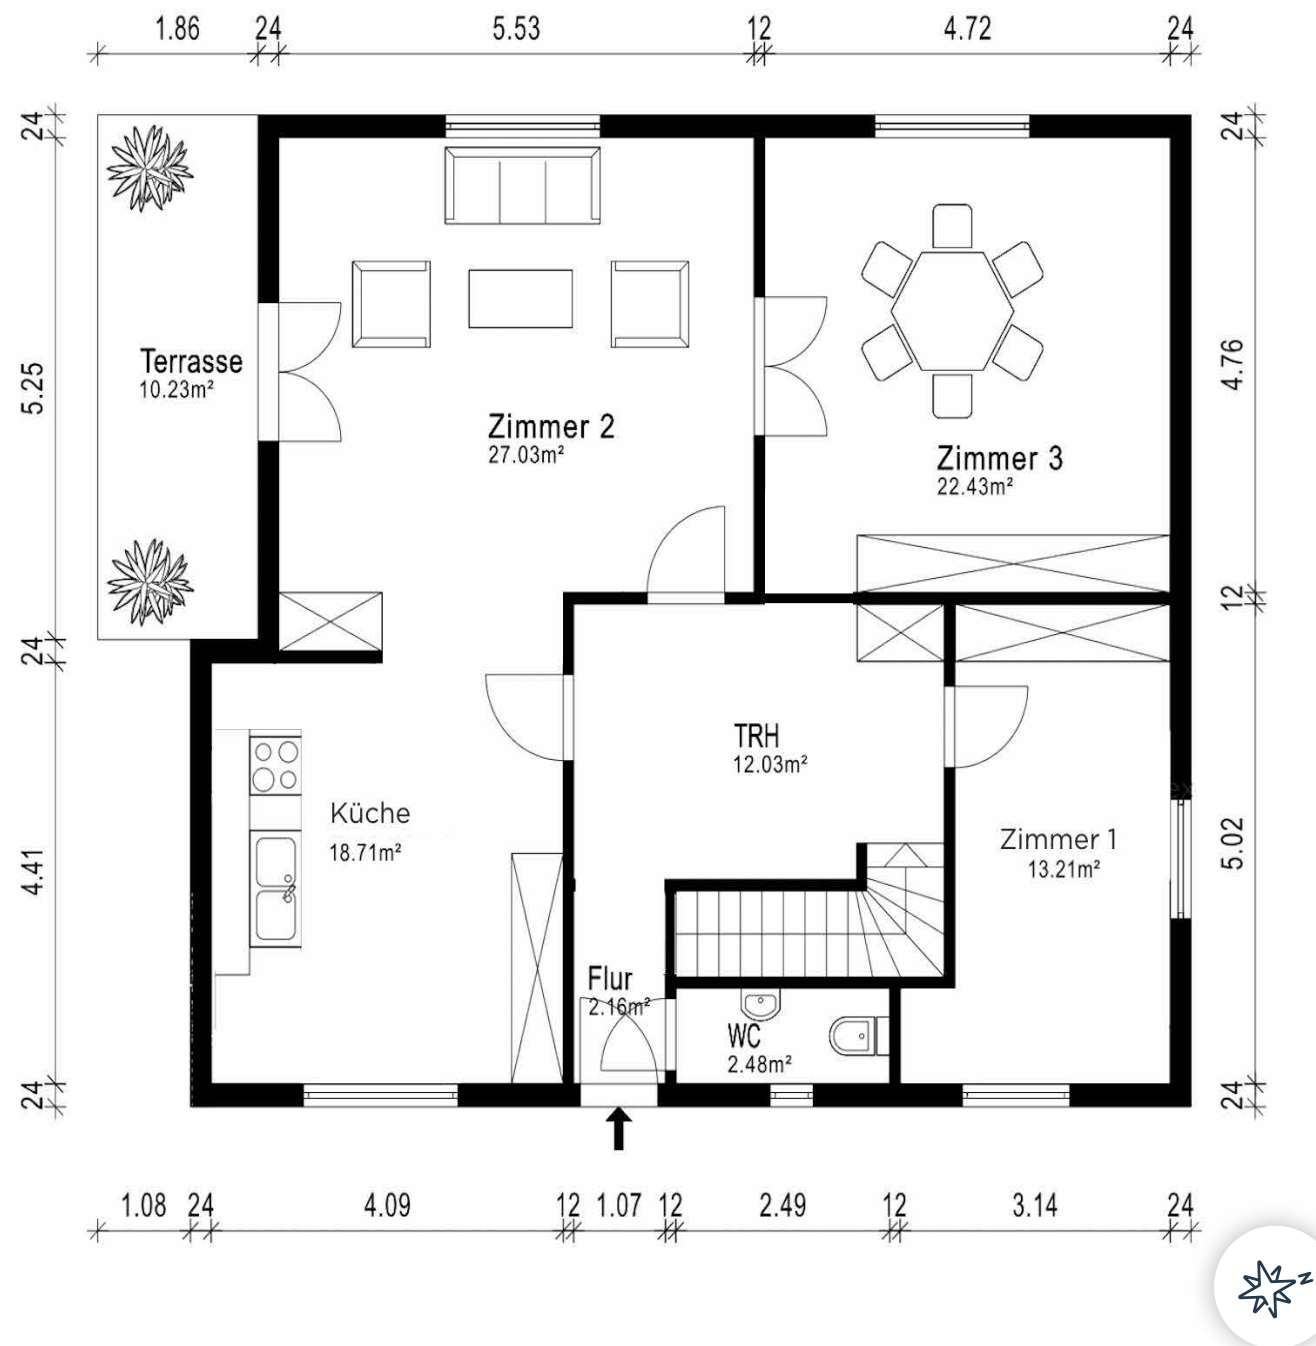 1.86 24 5.53 12 4.72 24
24
24
5.25
4.76
Terrasse
10.23m²
Zimmer 2
27.03m²
Zimmer 3
22.43m²
12
24
TRH
12.03m²
Küche
18.71m²
Zimmer 1
13.21m²
4.41
5.02
Flur
2.16m²
WC
2.48m²
24
24
1.08 24 4.09 12 1.07 12 2.49 12 3.14 24
N